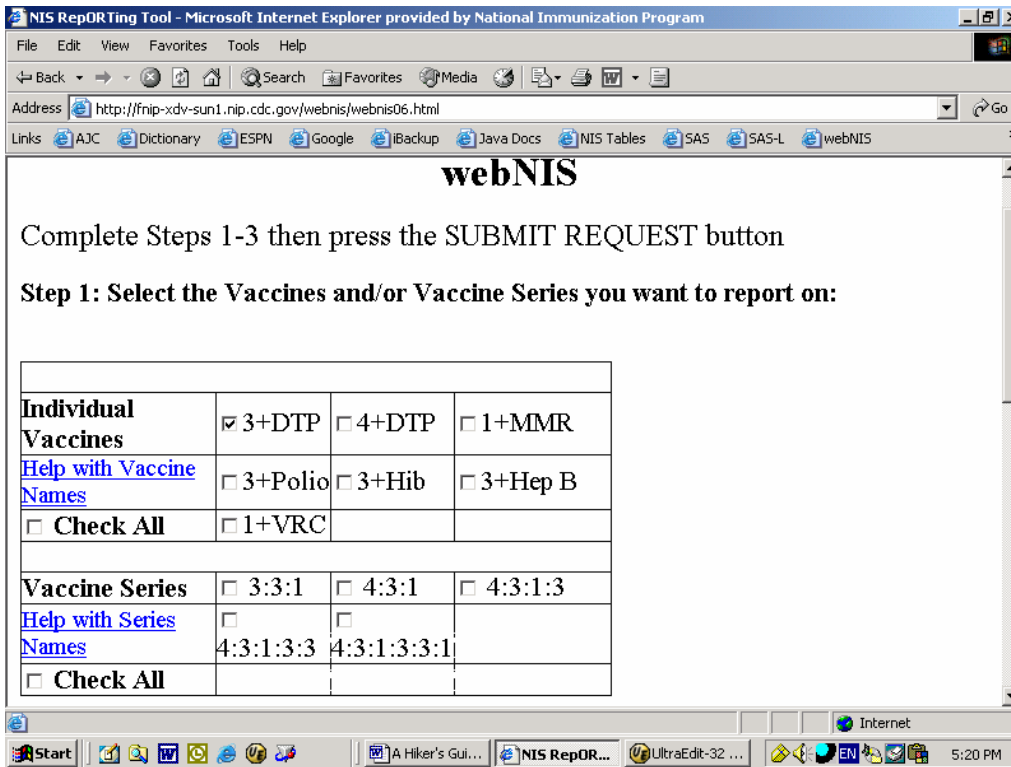 NIS RepORTing Tool - Microsoft Internet Explorer provided by National Immunization Program
File Edit View Favorites Tools Help
Back Search Favorites Media
Address http://fnip-xdv-sun1.nip.cdc.gov/webnis/webnis06.html Go
Links AJC Dictionary ESPN Google iBackup Java Docs NIS Tables SAS SAS-L webNIS
webNIS
Complete Steps 1-3 then press the SUBMIT REQUEST button
Step 1: Select the Vaccines and/or Vaccine Series you want to report on:
Individual Vaccines 3+DTP 4+DTP 1+MMR
Help with Vaccine Names 3+Polio 3+Hib 3+Hep B
Check All 1+VRC
Vaccine Series 3:3:1 4:3:1 4:3:1:3
Help with Series Names 4:3:1:3:3 4:3:1:3:3:1
Check All
Internet
Start A Hiker's Gui... NIS RepOR... UltraEdit-32 ... EN 5:20 PM